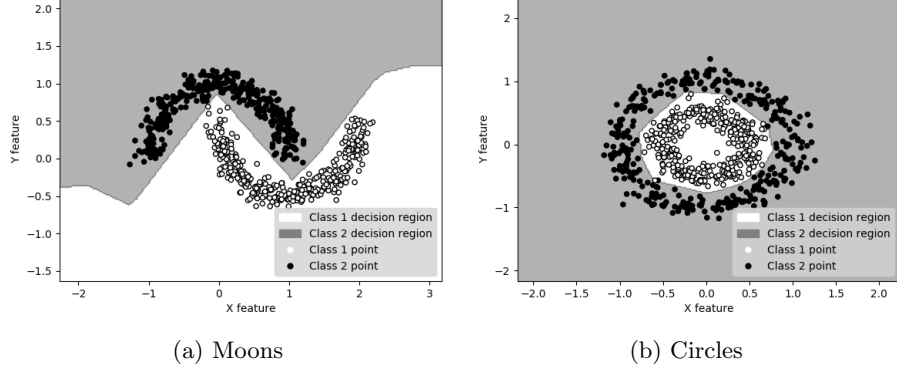 2.0
1.5
1.0
0.5
0.0
−0.5
−1.0
−1.5
Y feature
−2
−1
0
1
2
3
X feature
Class 1 decision region
Class 2 decision region
Class 1 point
Class 2 point
(a) Moons
2
1
0
−1
−2
Y feature
−2.0
−1.5
−1.0
−0.5
0.0
0.5
1.0
1.5
2.0
X feature
Class 1 decision region
Class 2 decision region
Class 1 point
Class 2 point
(b) Circles